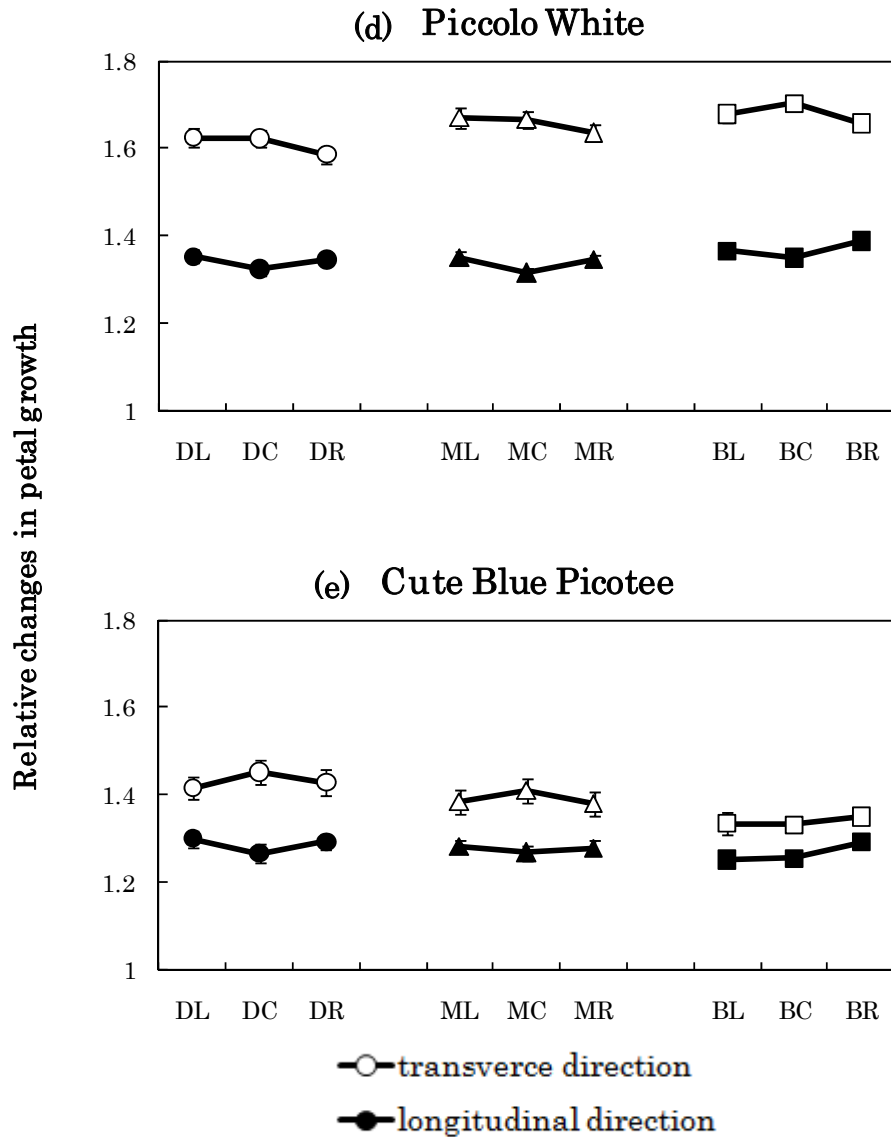 (d) Piccolo White
1.8
1.6
1.4
1.2
1
DL DC DR ML MC MR BL BC BR
Relative changes in petal growth
(e) Cute Blue Picotee
1.8
1.6
1.4
1.2
1
DL DC DR ML MC MR BL BC BR
transverce direction
longitudinal direction